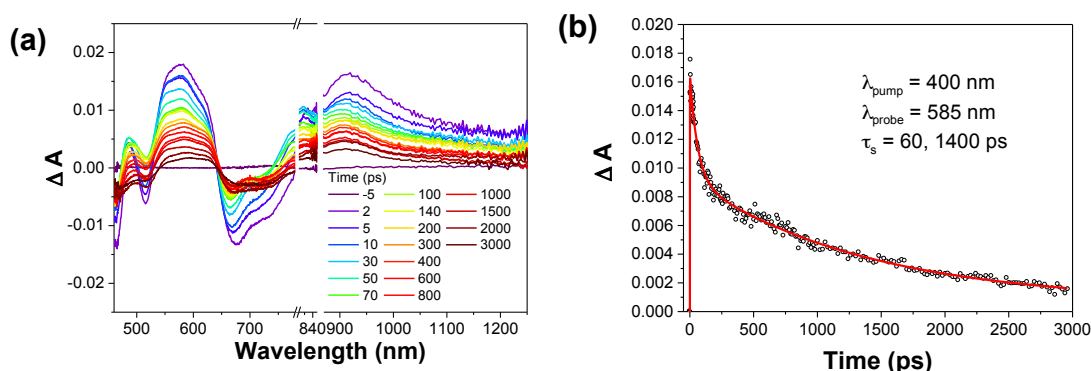 (a)
0.02
0.01
0.00
-0.01
-0.02
Δ A
Time (ps)
-5 100 1000
2 140 1500
5 200 2000
10 300 3000
30 400
50 600
70 800
500 600 700 840 900 1000 1100 1200
Wavelength (nm)
(b)
0.020
0.018
0.016
0.014
0.012
0.010
0.008
0.006
0.004
0.002
0.000
Δ A
λpump = 400 nm
λprobe = 585 nm
τs = 60, 1400 ps
0 500 1000 1500 2000 2500 3000
Time (ps)